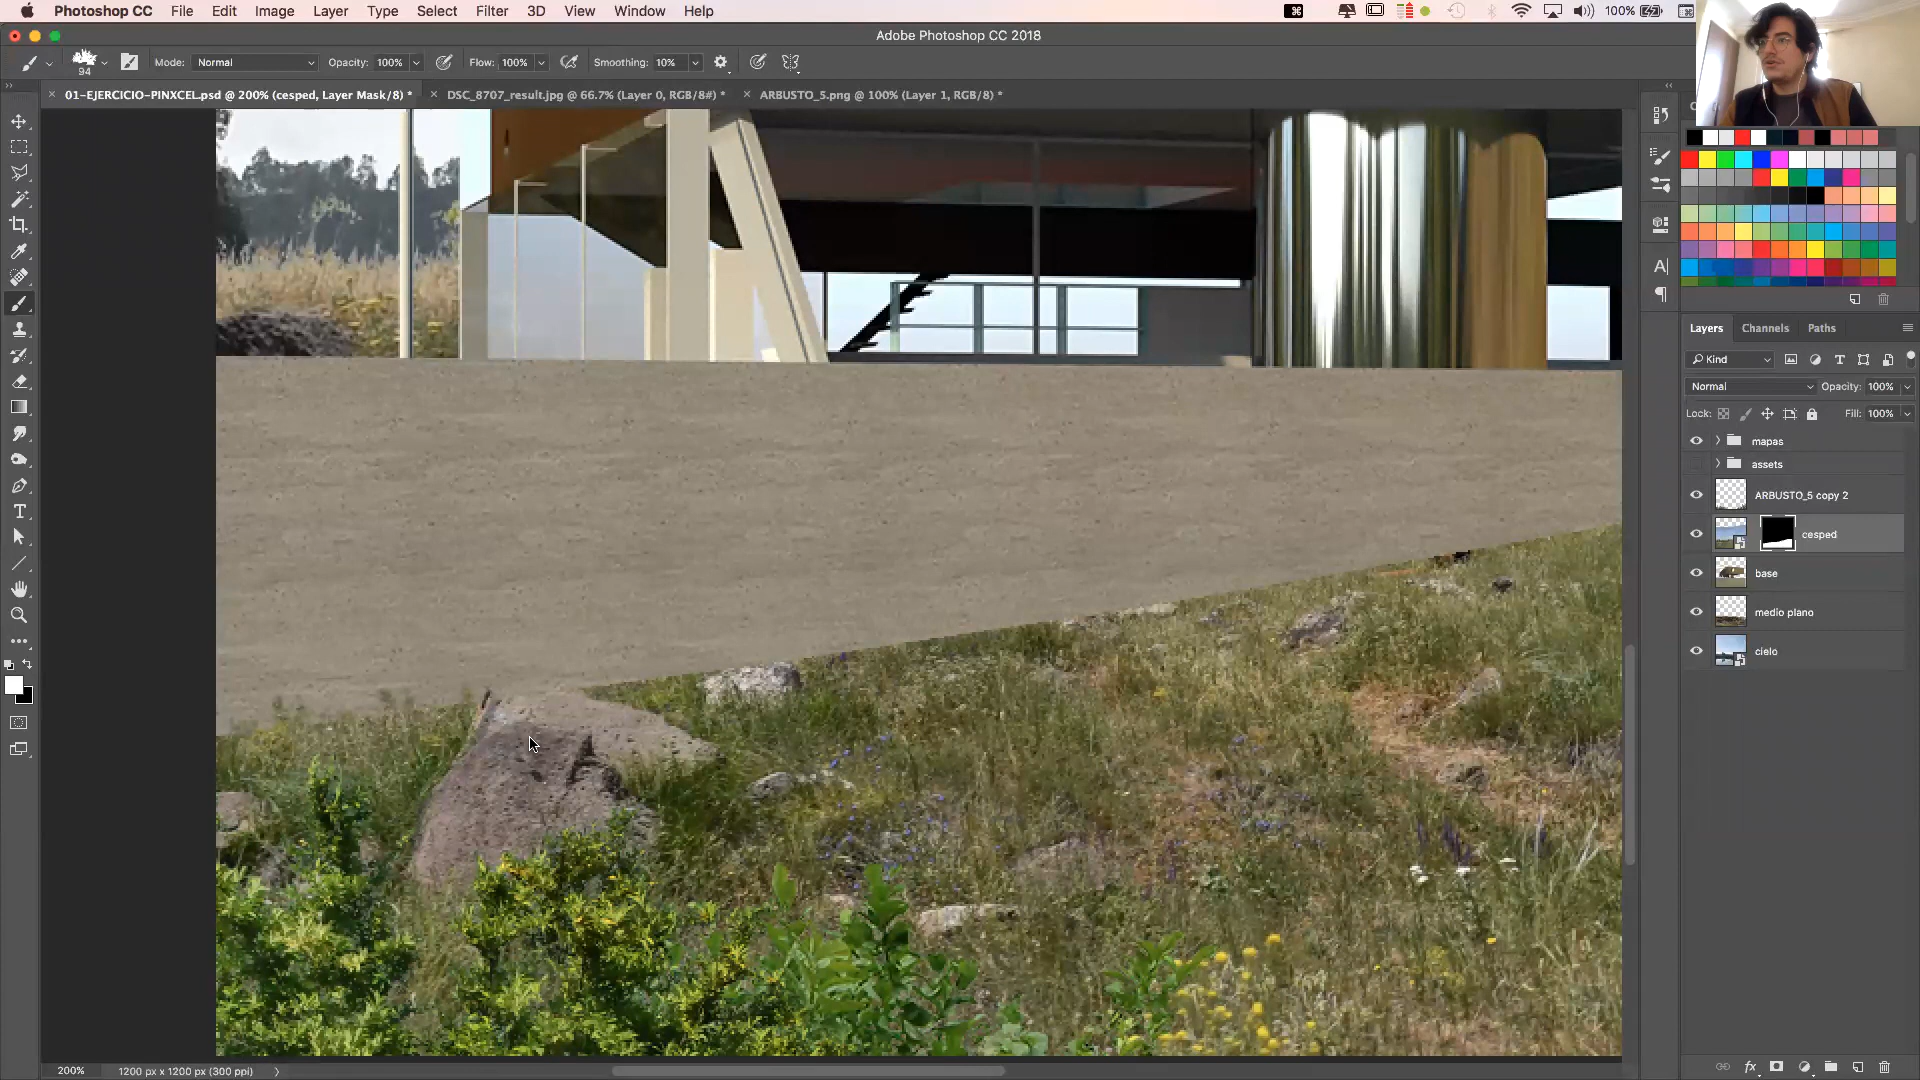 Photoshop CC File Edit Image Layer Type Select Filter 3D View Window Help 100%
Adobe Photoshop CC 2018
94 Mode: Normal Opacity: 100% Flow: 100% Smoothing: 10%
01-EJERCICIO-PINXCEL.psd @ 200% (cesped, Layer Mask/8) * DSC_8707_result.jpg @ 66.7% (Layer 0, RGB/8#) * ARBUSTO_5.png @ 100% (Layer 1, RGB/8) *
Layers Channels Paths
Kind
Normal Opacity: 100%
Lock: Fill: 100%
mapas
assets
ARBUSTO_5 copy 2
cesped
base
medio plano
cielo
200% 1200 px x 1200 px (300 ppi)